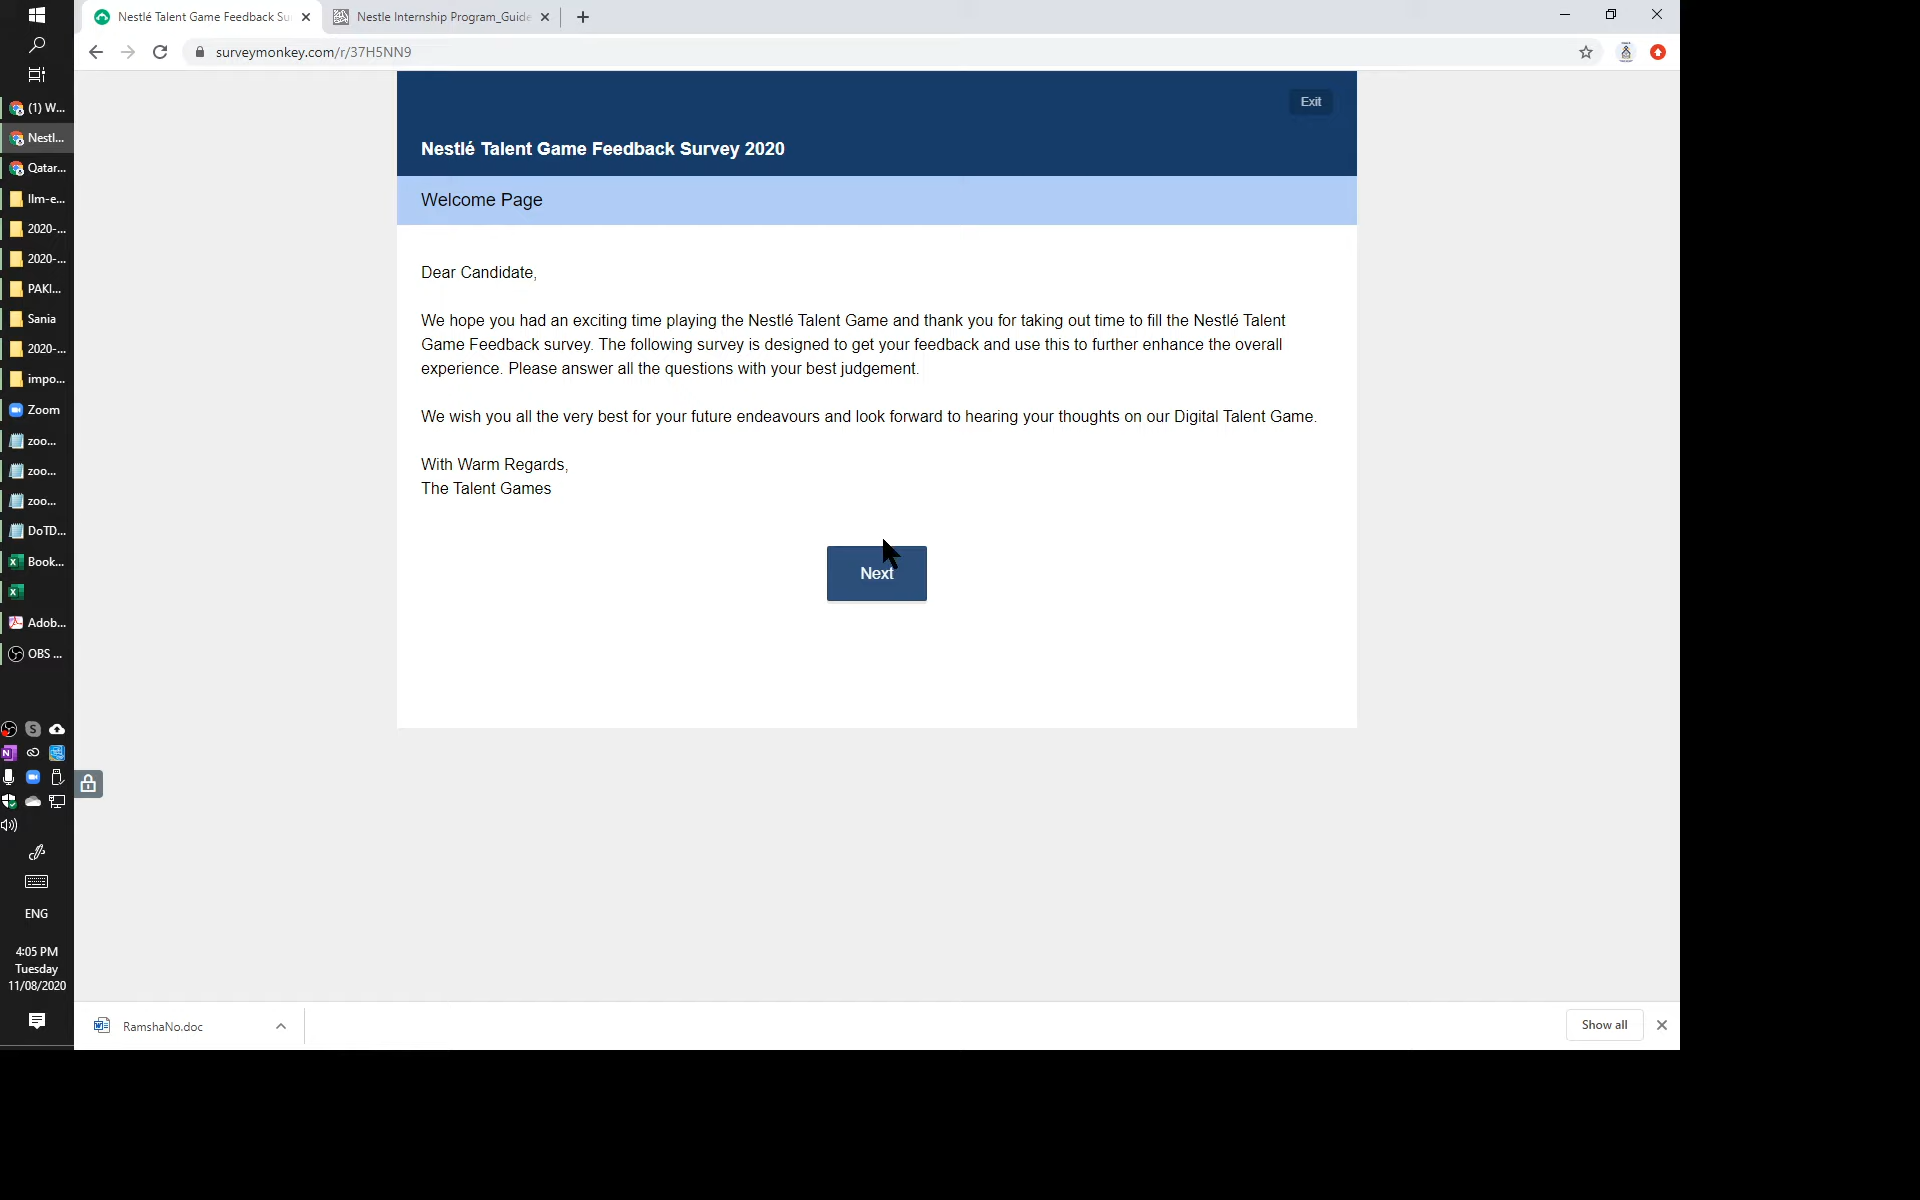 Nestlé Talent Game Feedback Su
Nestle Internship Program_Guide
surveymonkey.com/r/37H5NN9
(1) W...
Nestl...
Qatar...
llm-e...
2020-...
2020-...
PAKI...
Sania
2020-...
impo...
Zoom
zoo...
zoo...
zoo...
DoTD...
Book...
Adob...
OBS ...
ENG
4:05 PM
Tuesday
11/08/2020
Exit
Nestlé Talent Game Feedback Survey 2020
Welcome Page
Dear Candidate,
We hope you had an exciting time playing the Nestlé Talent Game and thank you for taking out time to fill the Nestlé Talent
Game Feedback survey. The following survey is designed to get your feedback and use this to further enhance the overall
experience. Please answer all the questions with your best judgement.
We wish you all the very best for your future endeavours and look forward to hearing your thoughts on our Digital Talent Game.
With Warm Regards,
The Talent Games
Next
RamshaNo.doc
Show all